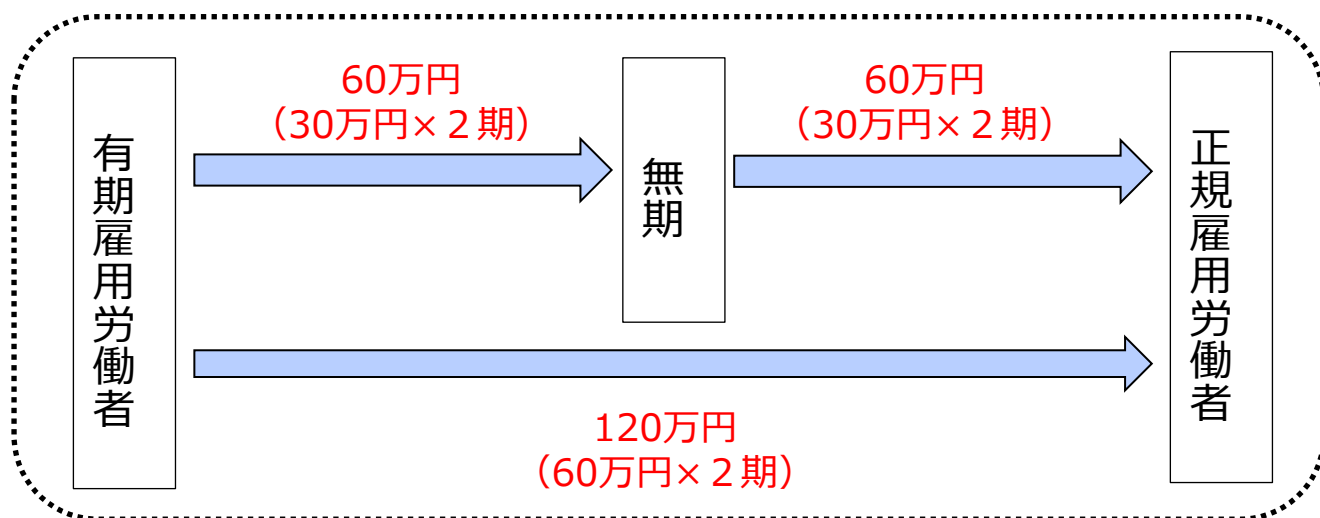 有期雇用労働者
60万円
（30万円×２期）
無期
60万円
（30万円×２期）
正規雇用労働者
120万円
（60万円×２期）